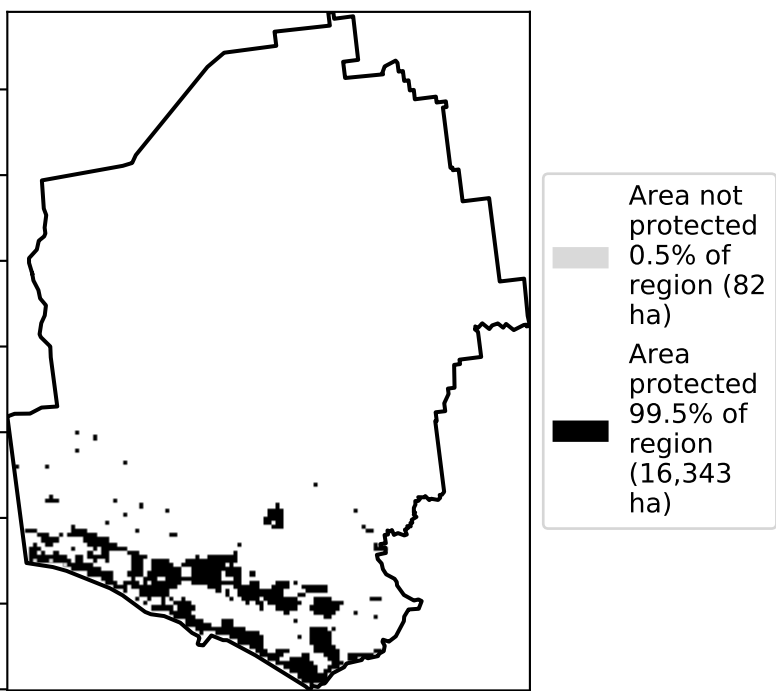 Area not
protected
0.5% of
region (82
ha)
Area
protected
99.5% of
region
(16,343
ha)